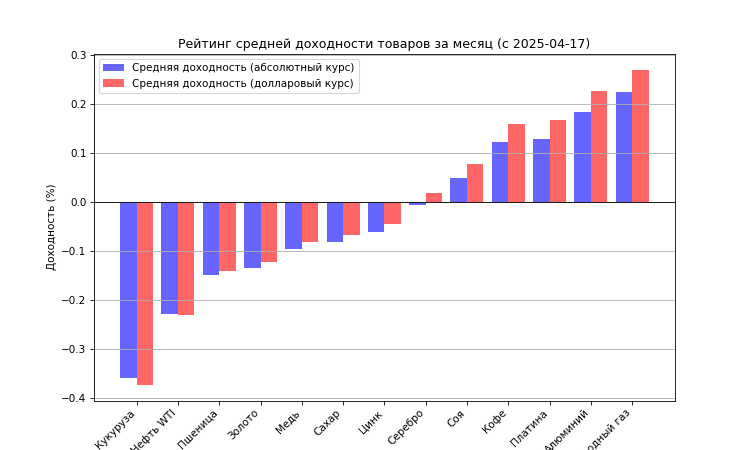 Рейтинг средней доходности товаров за месяц (с 2025-04-17)
Средняя доходность (абсолютный курс)
Средняя доходность (долларовый курс)
Доходность (%)
0.3
0.2
0.1
0.0
−0.1
−0.2
−0.3
−0.4
Кукуруза
Нефть WTI
Пшеница
Золото
Медь
Сахар
Цинк
Серебро
Соя
Кофе
Платина
Алюминий
одный газ